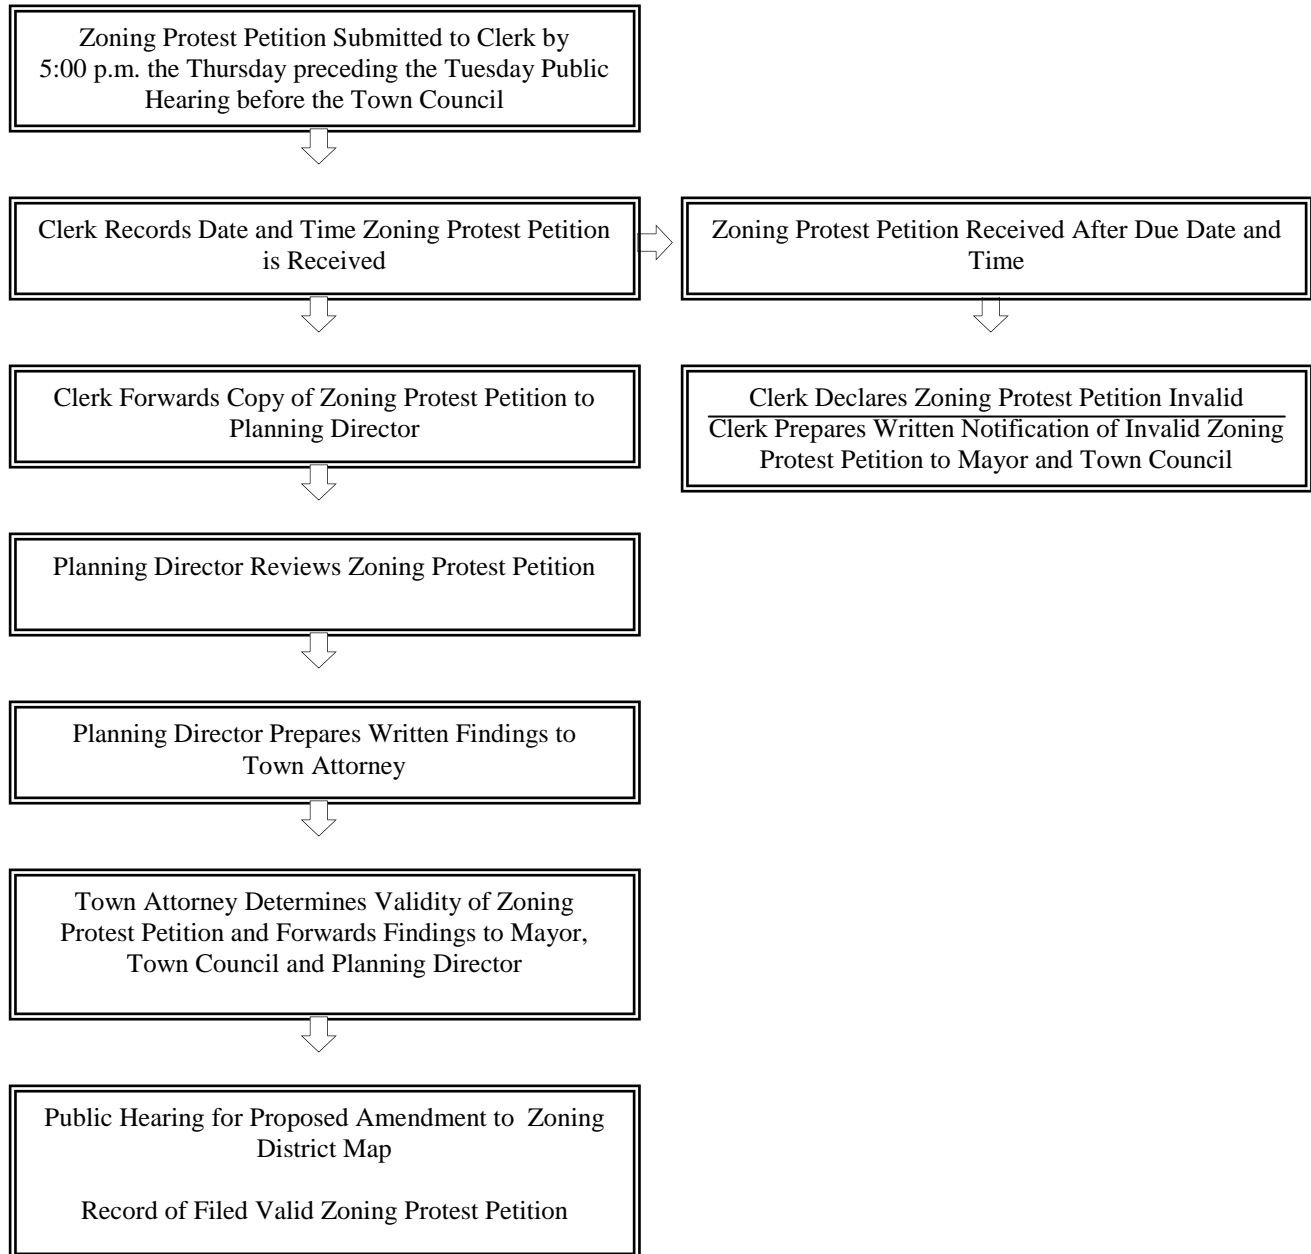 Zoning Protest Petition Submitted to Clerk by
5:00 p.m. the Thursday preceding the Tuesday Public
Hearing before the Town Council
Clerk Records Date and Time Zoning Protest Petition
is Received
Zoning Protest Petition Received After Due Date and
Time
Clerk Forwards Copy of Zoning Protest Petition to
Planning Director
Clerk Declares Zoning Protest Petition Invalid
Clerk Prepares Written Notification of Invalid Zoning
Protest Petition to Mayor and Town Council
Planning Director Reviews Zoning Protest Petition
Planning Director Prepares Written Findings to
Town Attorney
Town Attorney Determines Validity of Zoning
Protest Petition and Forwards Findings to Mayor,
Town Council and Planning Director
Public Hearing for Proposed Amendment to Zoning
District Map
Record of Filed Valid Zoning Protest Petition